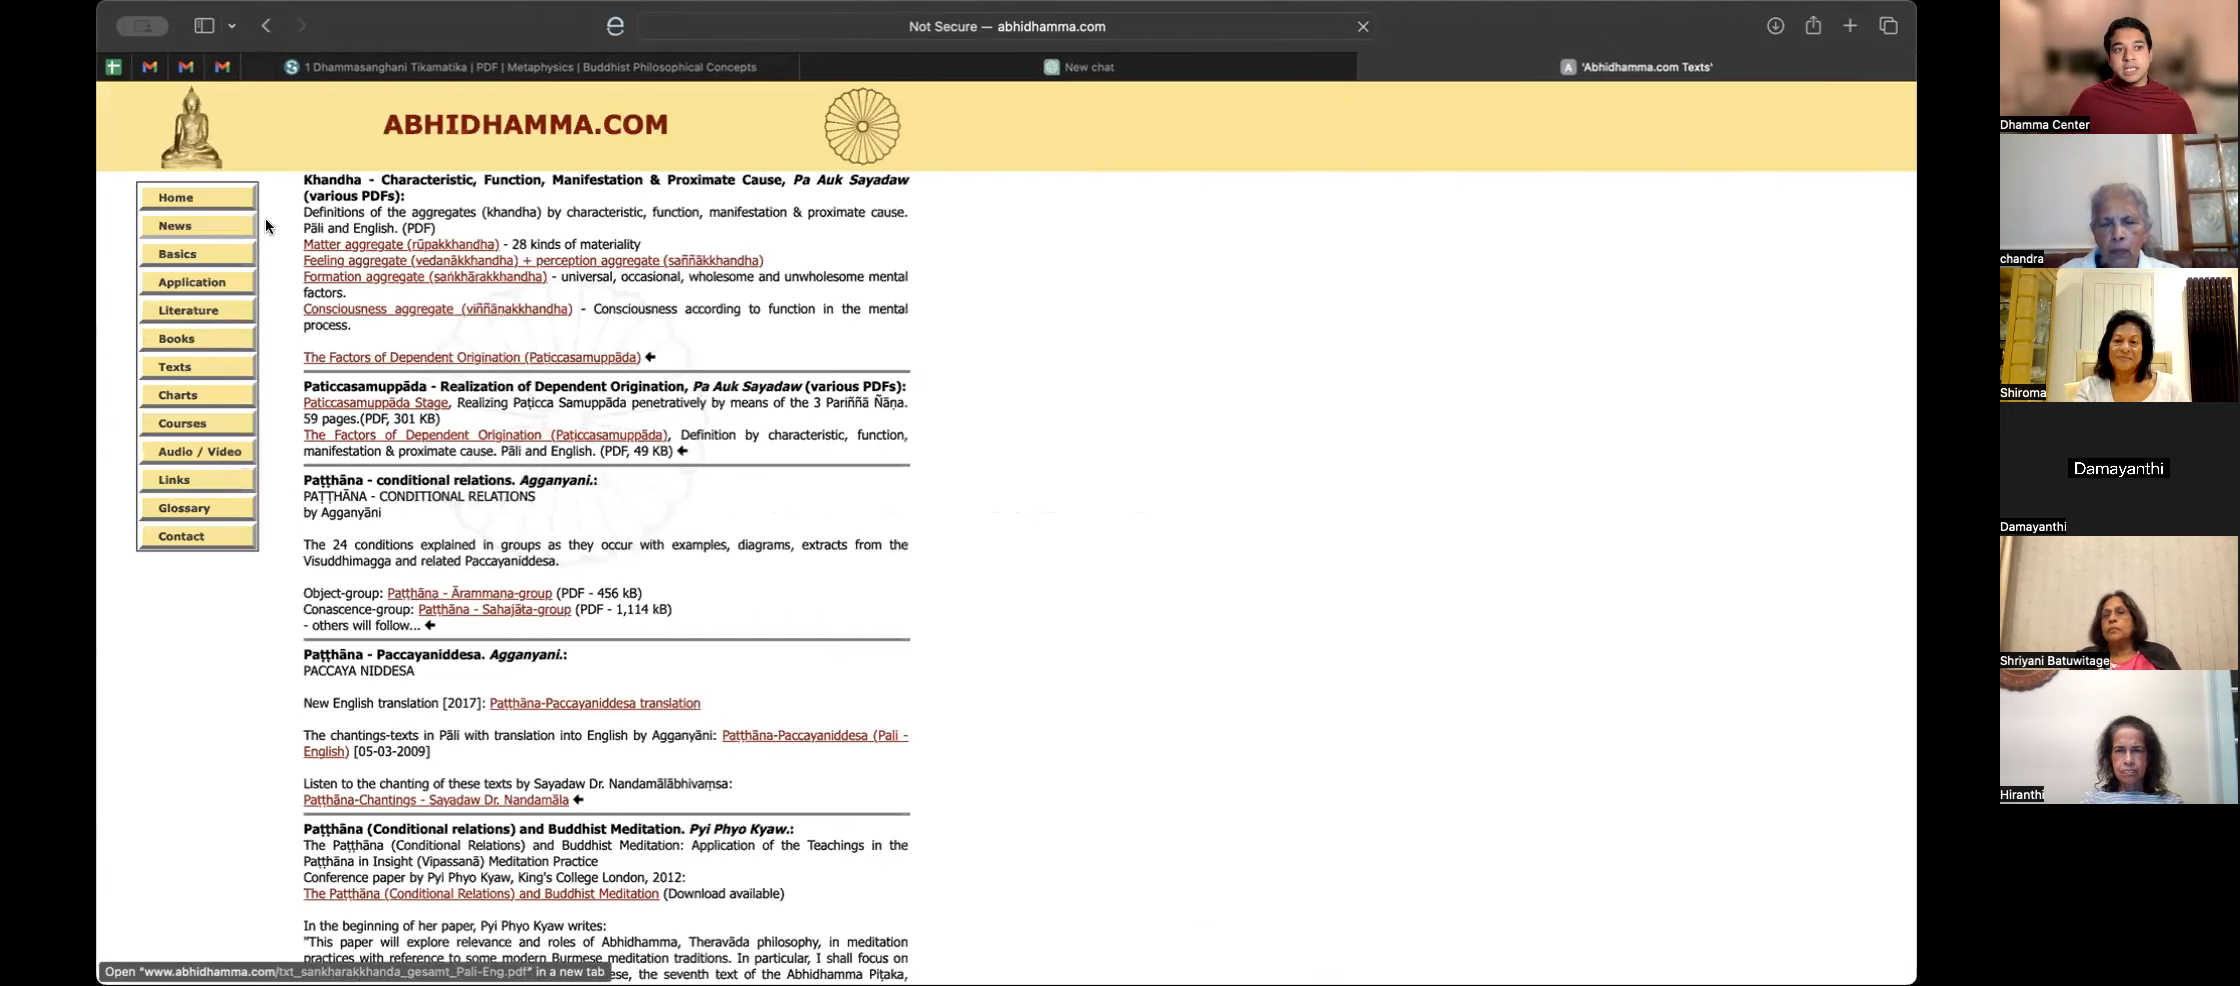 Not Secure — abhidhamma.com
1 Dhammasanghani Tikamatika | PDF | Metaphysics | Buddhist Philosophical Concepts
New chat
A 'Abhidhamma.com Texts'
ABHIDHAMMA.COM
Home
News
Basics
Application
Literature
Books
Texts
Charts
Courses
Audio / Video
Links
Glossary
Contact
Khandha - Characteristic, Function, Manifestation & Proximate Cause, Pa Auk Sayadaw
(various PDFs):
Definitions of the aggregates (khandha) by characteristic, function, manifestation & proximate cause.
Pāli and English. (PDF)
Matter aggregate (rūpakkhandha) - 28 kinds of materiality
Feeling aggregate (vedanākkhandha) + perception aggregate (saññākkhandha)
Formation aggregate (saṅkhārakkhandha) - universal, occasional, wholesome and unwholesome mental
factors.
Consciousness aggregate (viññāṇakkhandha) - Consciousness according to function in the mental
process.
The Factors of Dependent Origination (Paticcasamuppāda) 🡰
Paticcasamuppāda - Realization of Dependent Origination, Pa Auk Sayadaw (various PDFs):
Paticcasamuppāda Stage, Realizing Paṭicca Samuppāda penetratively by means of the 3 Pariññā Ñāṇa.
59 pages.(PDF, 301 KB)
The Factors of Dependent Origination (Paticcasamuppāda), Definition by characteristic, function,
manifestation & proximate cause. Pāli and English. (PDF, 49 KB) 🡰
Paṭṭhāna - conditional relations. Agganyani.:
PAṬṬHĀNA - CONDITIONAL RELATIONS
by Agganyāni
The 24 conditions explained in groups as they occur with examples, diagrams, extracts from the
Visuddhimagga and related Paccayaniddesa.
Object-group: Paṭṭhāna - Ārammaṇa-group (PDF - 456 kB)
Conascence-group: Paṭṭhāna - Sahajāta-group (PDF - 1,114 kB)
- others will follow... 🡰
Paṭṭhāna - Paccayaniddesa. Agganyani.:
PACCAYA NIDDESA
New English translation [2017]: Paṭṭhāna-Paccayaniddesa translation
The chantings-texts in Pāli with translation into English by Agganyāni: Paṭṭhāna-Paccayaniddesa (Pali -
English) [05-03-2009]
Listen to the chanting of these texts by Sayadaw Dr. Nandamālābhivaṃsa:
Paṭṭhāna-Chantings - Sayadaw Dr. Nandamāla 🡰
Paṭṭhāna (Conditional relations) and Buddhist Meditation. Pyi Phyo Kyaw.:
The Paṭṭhāna (Conditional Relations) and Buddhist Meditation: Application of the Teachings in the
Paṭṭhāna in Insight (Vipassanā) Meditation Practice
Conference paper by Pyi Phyo Kyaw, King's College London, 2012:
The Paṭṭhāna (Conditional Relations) and Buddhist Meditation (Download available)
In the beginning of her paper, Pyi Phyo Kyaw writes:
"This paper will explore relevance and roles of Abhidhamma, Theravāda philosophy, in meditation
practices with reference to some modern Burmese meditation traditions. In particular, I shall focus on
ese, the seventh text of the Abhidhamma Piṭaka,
Open "www.abhidhamma.com/txt_sankharakkhanda_gesamt_Pali-Eng.pdf" in a new tab
Dhamma Center
chandra
Shiroma
Damayanthi
Damayanthi
Shriyani Batuwitage
Hiranthi